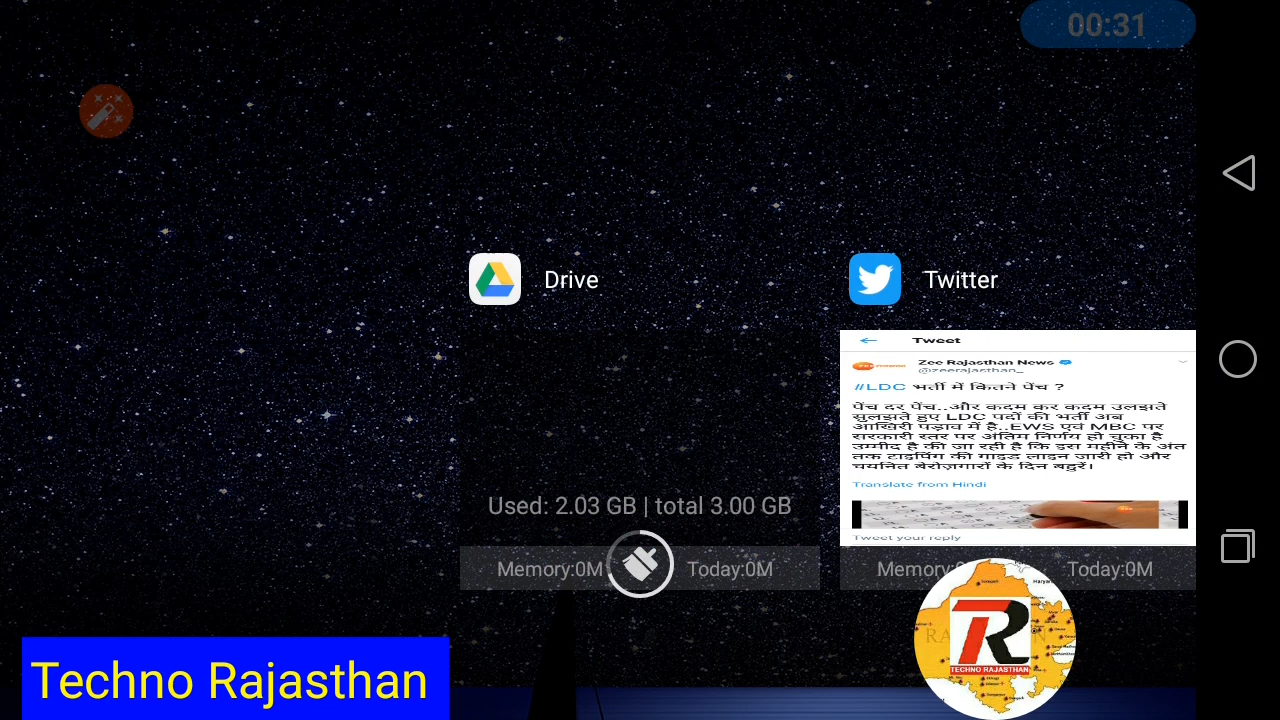 00:31
Drive
Twitter
Tweet
Zee Rajasthan News
@zeerajasthan_
#LDC भर्ती में कितने पेंच ?
पेंच दर पेंच..और कदम कर कदम उलझते
सुलझते हुए LDC पदों की भर्ती अब
आखिरी पड़ाव में है..EWS एवं MBC पर
सरकारी स्तर पर अंतिम निर्णय हो चुका है
उम्मीद है की जा रही है कि इस महीने के अंत
तक टाइपिंग की गाइड लाइन जारी हो और
चयनित बेरोज़गारों के दिन बहुरें।
Translate from Hindi
Tweet your reply
Used: 2.03 GB | total 3.00 GB
Memory:0M
Today:0M
Today:0M
TR
TECHNO RAJASTHAN
Techno Rajasthan